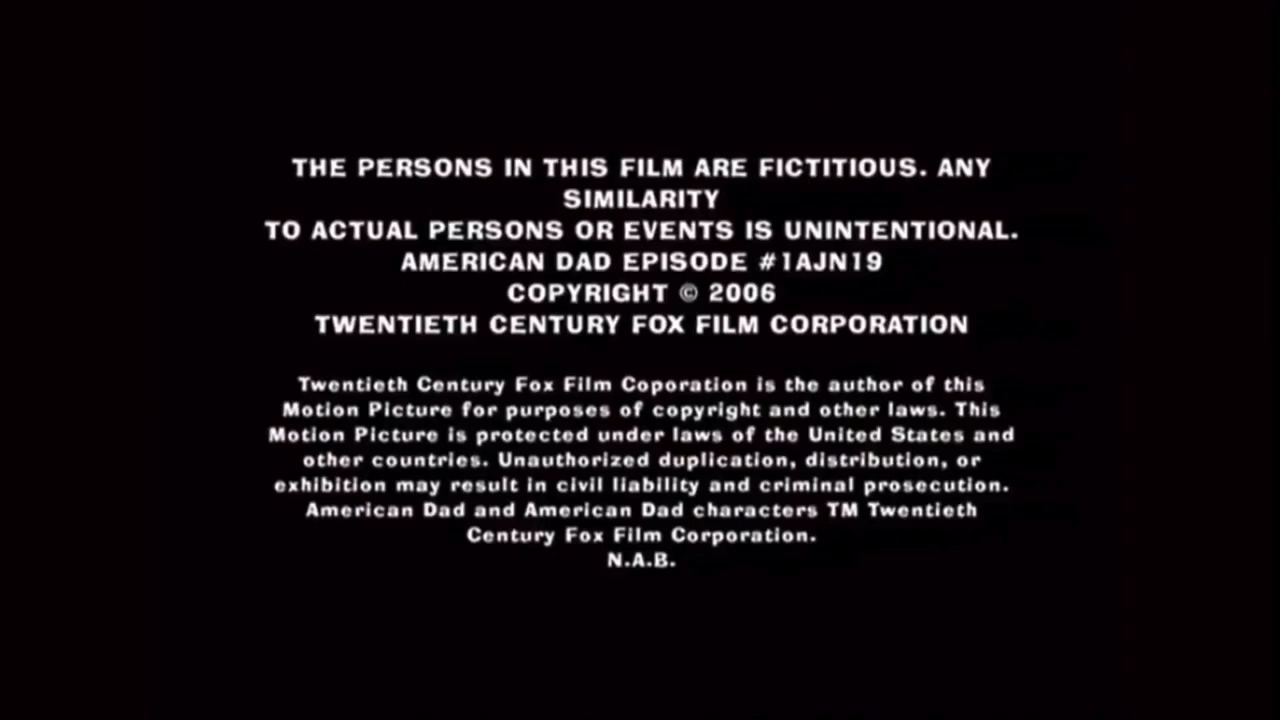 THE PERSONS IN THIS FILM ARE FICTITIOUS. ANY
SIMILARITY
TO ACTUAL PERSONS OR EVENTS IS UNINTENTIONAL.
AMERICAN DAD EPISODE #1AJN19
COPYRIGHT © 2006
TWENTIETH CENTURY FOX FILM CORPORATION
Twentieth Century Fox Film Coporation is the author of this
Motion Picture for purposes of copyright and other laws. This
Motion Picture is protected under laws of the United States and
other countries. Unauthorized duplication, distribution, or
exhibition may result in civil liability and criminal prosecution.
American Dad and American Dad characters TM Twentieth
Century Fox Film Corporation.
N.A.B.